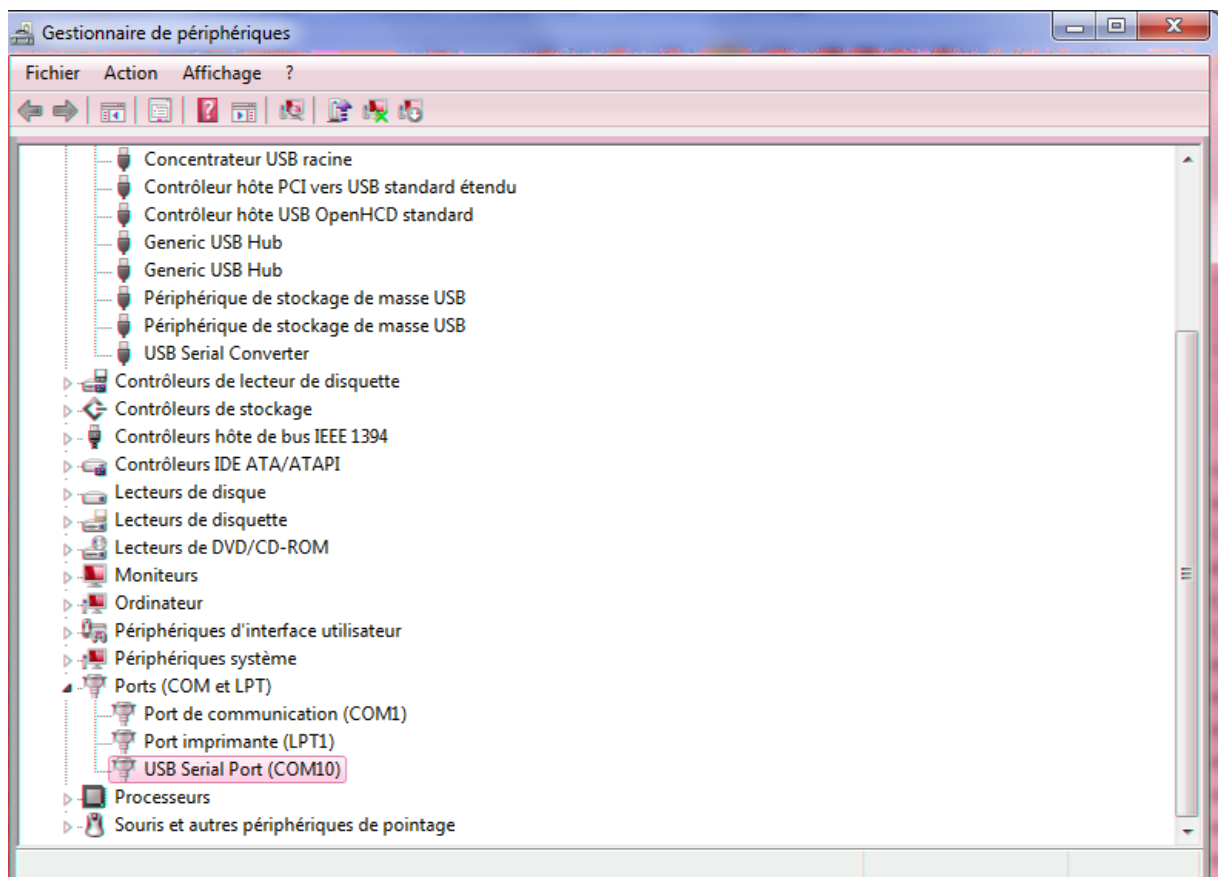 Gestionnaire de périphériques
Fichier Action Affichage ?
Concentrateur USB racine
Contrôleur hôte PCI vers USB standard étendu
Contrôleur hôte USB OpenHCD standard
Generic USB Hub
Generic USB Hub
Périphérique de stockage de masse USB
Périphérique de stockage de masse USB
USB Serial Converter
Contrôleurs de lecteur de disquette
Contrôleurs de stockage
Contrôleurs hôte de bus IEEE 1394
Contrôleurs IDE ATA/ATAPI
Lecteurs de disque
Lecteurs de disquette
Lecteurs de DVD/CD-ROM
Moniteurs
Ordinateur
Périphériques d'interface utilisateur
Périphériques système
Ports (COM et LPT)
Port de communication (COM1)
Port imprimante (LPT1)
USB Serial Port (COM10)
Processeurs
Souris et autres périphériques de pointage